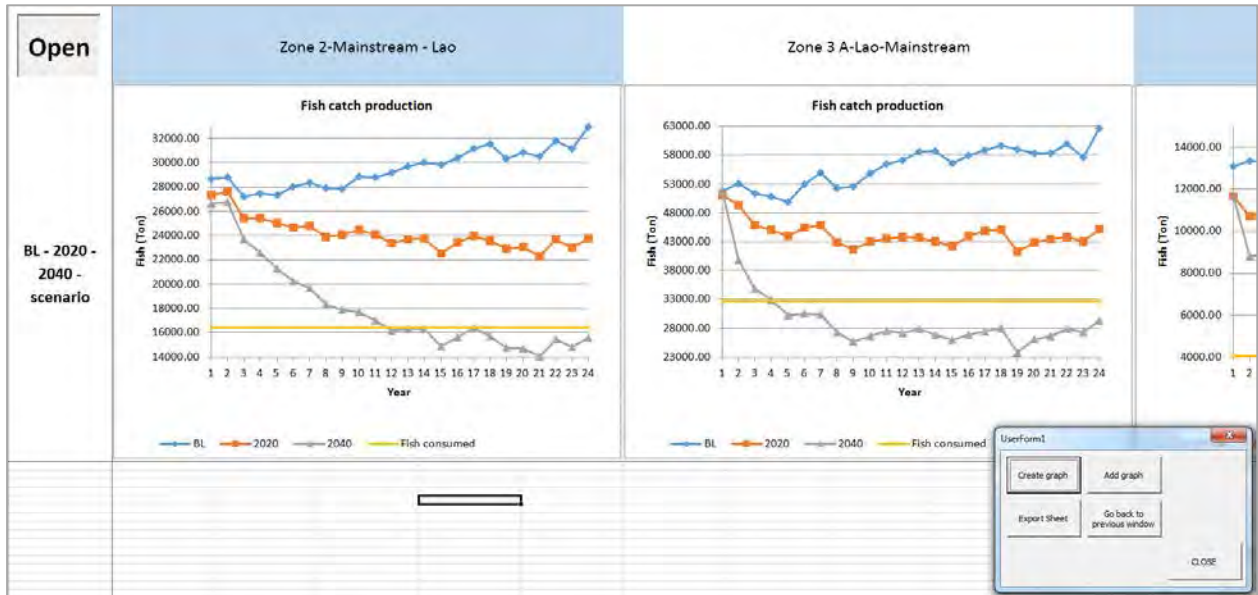 Open
Zone 2-Mainstream - Lao
Zone 3 A-Lao-Mainstream
BL - 2020 -
2040 -
scenario
Fish catch production
32000.00
30000.00
28000.00
26000.00
24000.00
22000.00
20000.00
18000.00
16000.00
14000.00
Fish (Ton)
1 2 3 4 5 6 7 8 9 10 11 12 13 14 15 16 17 18 19 20 21 22 23 24
Year
BL 2020 2040 Fish consumed
Fish catch production
63000.00
58000.00
53000.00
48000.00
43000.00
38000.00
33000.00
28000.00
23000.00
Fish (Ton)
1 2 3 4 5 6 7 8 9 10 11 12 13 14 15 16 17 18 19 20 21 22 23 24
Year
BL 2020 2040 Fish consumed
14000.00
12000.00
10000.00
8000.00
6000.00
4000.00
Fish (Ton)
1 2
UserForm1
Create graph
Add graph
Export Sheet
Go back to
previous window
CLOSE